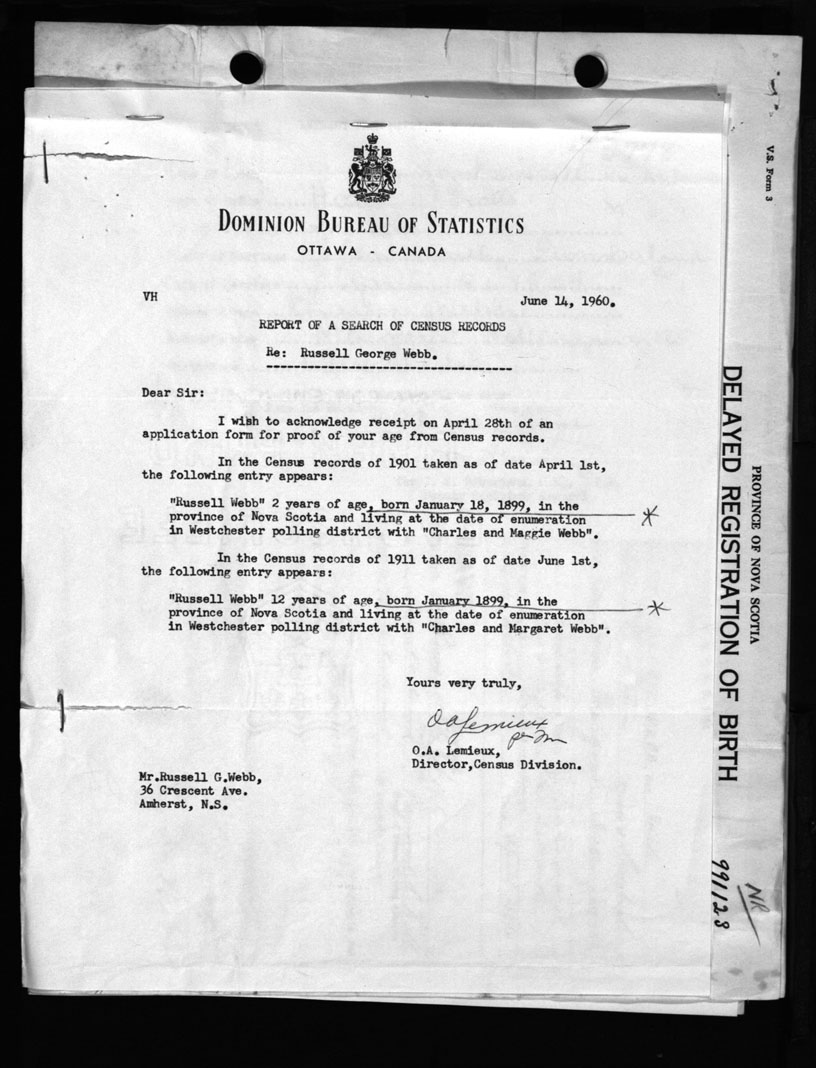 DOMINION BUREAU OF STATISTICS
OTTAWA - CANADA
VH
June 14, 1960.
REPORT OF A SEARCH OF CENSUS RECORDS
Re: Russell George Webb.
Dear Sir:
I wish to acknowledge receipt on April 28th of an
application form for proof of your age from Census records.
In the Census records of 1901 taken as of date April 1st,
the following entry appears:
"Russell Webb" 2 years of age, born January 18, 1899, in the
province of Nova Scotia and living at the date of enumeration
in Westchester polling district with "Charles and Maggie Webb".
In the Census records of 1911 taken as of date June 1st,
the following entry appears:
"Russell Webb" 12 years of age, born January 1899, in the
province of Nova Scotia and living at the date of enumeration
in Westchester polling district with "Charles and Margaret Webb".
Yours very truly,
OALemieux
O.A. Lemieux,
Director,Census Division.
Mr.Russell G.Webb,
36 Crescent Ave.
Amherst, N.S.
V.S. Form 3
PROVINCE OF NOVA SCOTIA
DELAYED REGISTRATION OF BIRTH
991128
NR